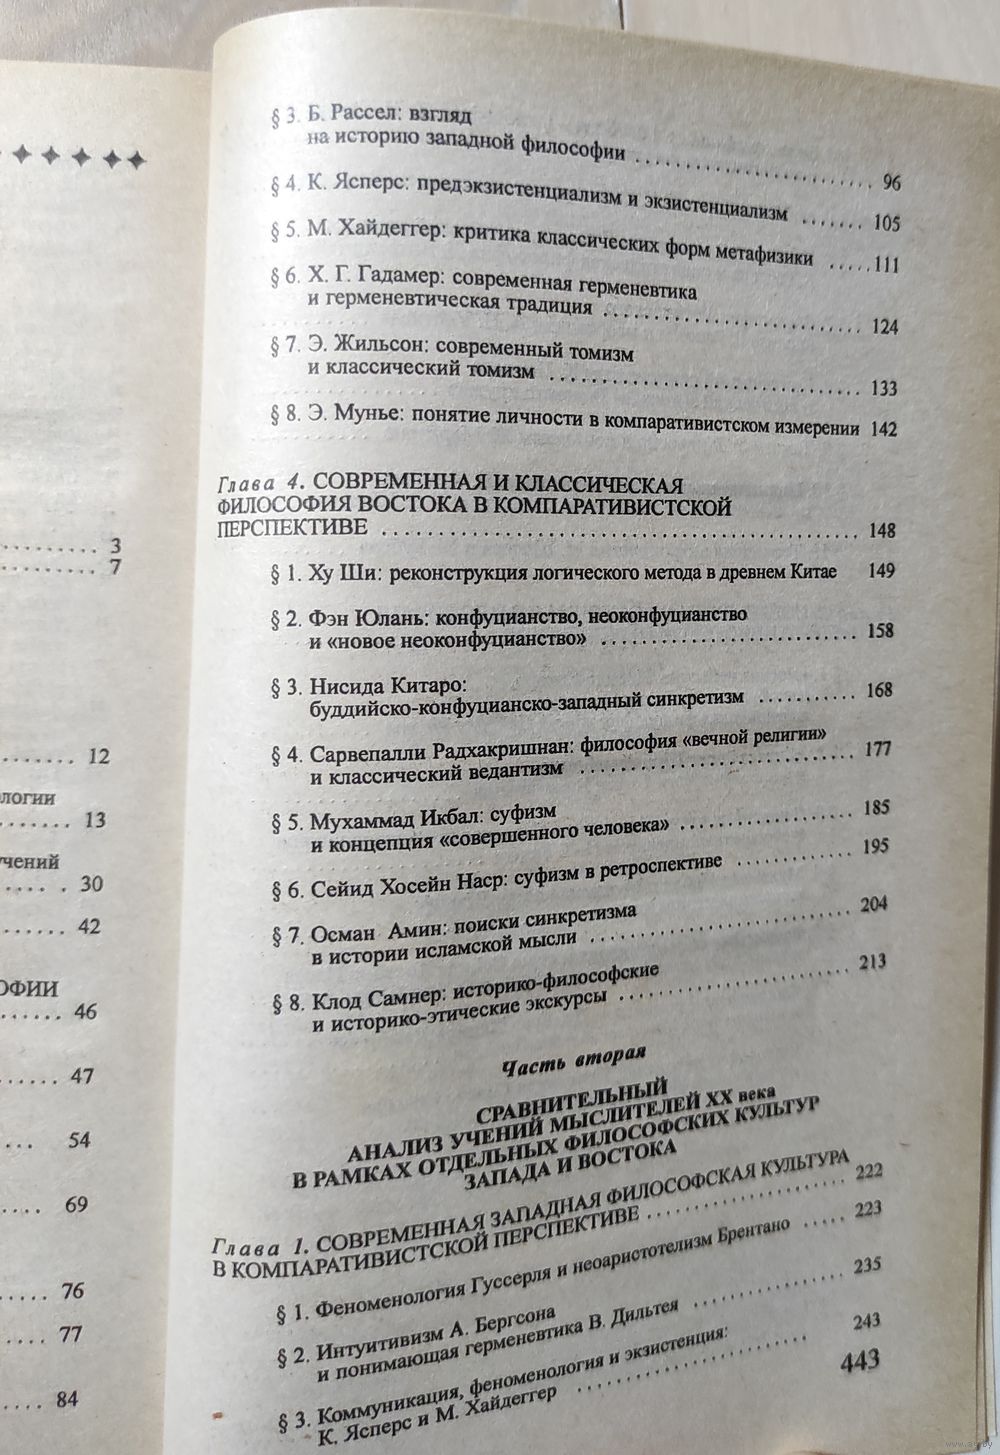 3
7
12
ологии
13
учений
30
42
ОФИИ
46
47
54
69
76
77
84
§ 3. Б. Рассел: взгляд
на историю западной философии 96
§ 4. К. Ясперс: предэкзистенциализм и экзистенциализм 105
§ 5. М. Хайдеггер: критика классических форм метафизики 111
§ 6. Х. Г. Гадамер: современная герменевтика
и герменевтическая традиция 124
§ 7. Э. Жильсон: современный томизм
и классический томизм 133
§ 8. Э. Мунье: понятие личности в компаративистском измерении 142
Глава 4. СОВРЕМЕННАЯ И КЛАССИЧЕСКАЯ
ФИЛОСОФИЯ ВОСТОКА В КОМПАРАТИВИСТСКОЙ
ПЕРСПЕКТИВЕ 148
§ 1. Ху Ши: реконструкция логического метода в древнем Китае 149
§ 2. Фэн Юлань: конфуцианство, неоконфуцианство
и «новое неоконфуцианство» 158
§ 3. Нисида Китаро:
буддийско-конфуцианско-западный синкретизм 168
§ 4. Сарвепалли Радхакришнан: философия «вечной религии»
и классический ведантизм 177
§ 5. Мухаммад Икбал: суфизм
и концепция «совершенного человека» 185
§ 6. Сейид Хосейн Наср: суфизм в ретроспективе 195
§ 7. Осман Амин: поиски синкретизма
в истории исламской мысли 204
§ 8. Клод Самнер: историко-философские
и историко-этические экскурсы 213
Часть вторая
СРАВНИТЕЛЬНЫЙ
АНАЛИЗ УЧЕНИЙ МЫСЛИТЕЛЕЙ XX века
В РАМКАХ ОТДЕЛЬНЫХ ФИЛОСОФСКИХ КУЛЬТУР
ЗАПАДА И ВОСТОКА
Глава 1. СОВРЕМЕННАЯ ЗАПАДНАЯ ФИЛОСОФСКАЯ КУЛЬТУРА
В КОМПАРАТИВИСТСКОЙ ПЕРСПЕКТИВЕ 222
§ 1. Феноменология Гуссерля и неоаристотелизм Брентано 223
§ 2. Интуитивизм А. Бергсона
и понимающая герменевтика В. Дильтея 235
§ 3. Коммуникация, феноменология и экзистенция:
К. Ясперс и М. Хайдеггер 243
443